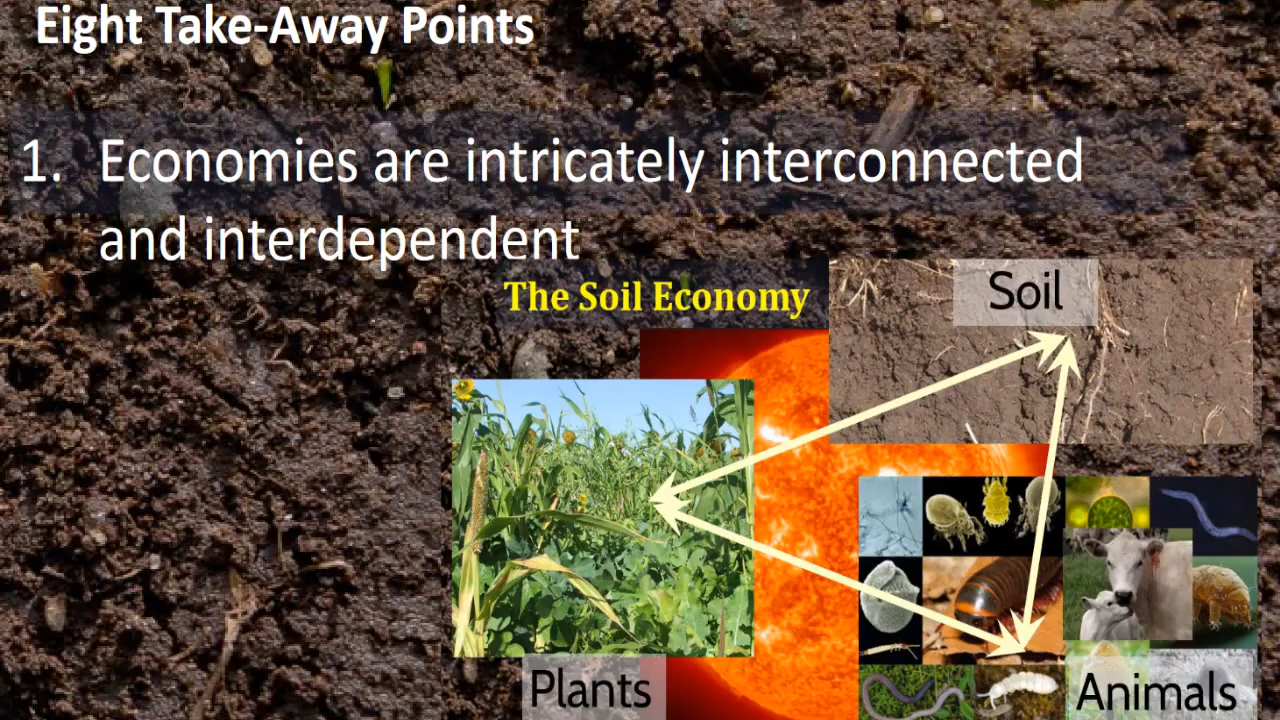 Eight Take-Away Points
1. Economies are intricately interconnected
and interdependent
The Soil Economy
Soil
Plants
Animals